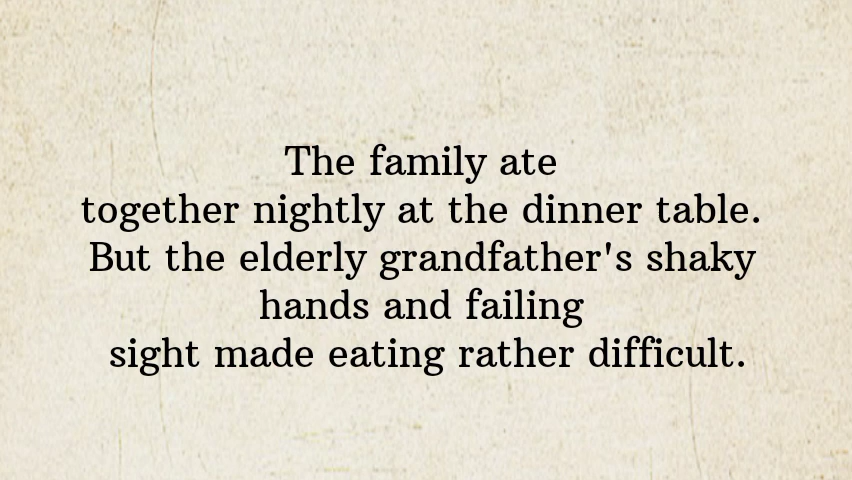 The family ate
together nightly at the dinner table.
But the elderly grandfather's shaky
hands and failing
sight made eating rather difficult.